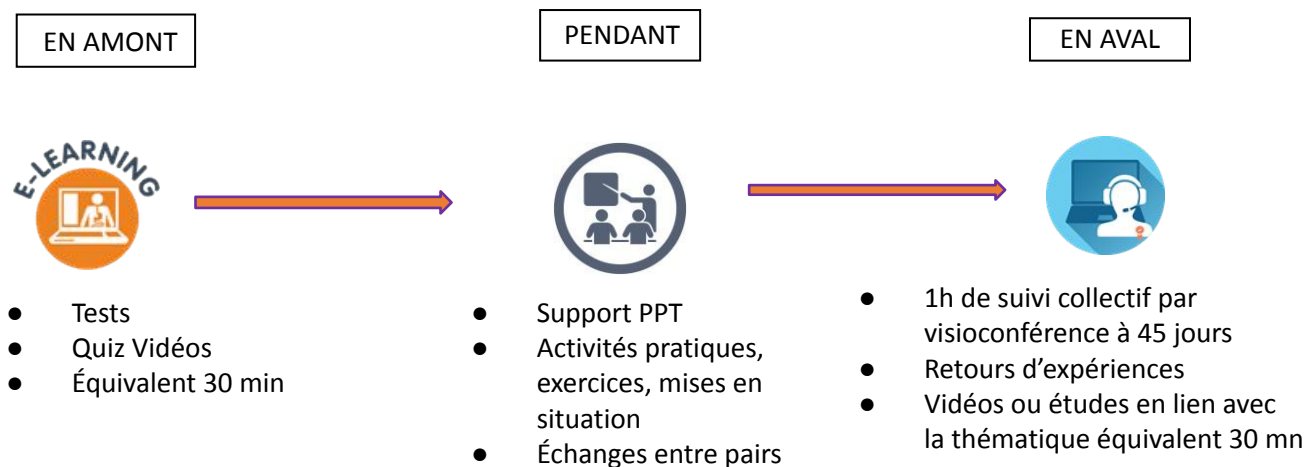 EN AMONT
PENDANT
EN AVAL
E-LEARNING
● Tests
● Quiz Vidéos
● Équivalent 30 min
● Support PPT
● Activités pratiques,
exercices, mises en
situation
● Échanges entre pairs
● 1h de suivi collectif par
visioconférence à 45 jours
● Retours d’expériences
● Vidéos ou études en lien avec
la thématique équivalent 30 mn